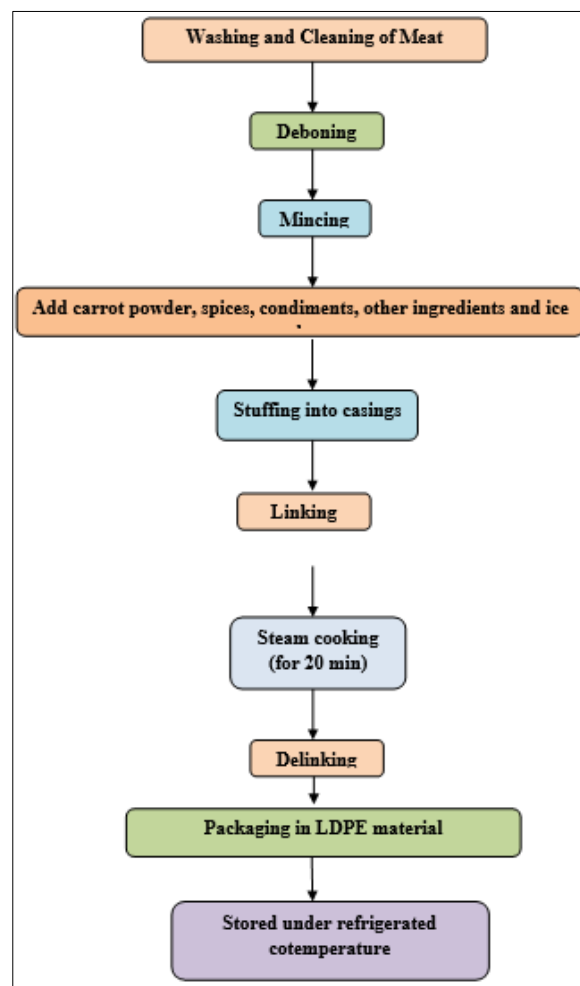 Washing and Cleaning of Meat
Deboning
Mincing
Add carrot powder, spices, condiments, other ingredients and ice
.
Stuffing into casings
Linking
Steam cooking
(for 20 min)
Delinking
Packaging in LDPE material
Stored under refrigerated
cotemperature